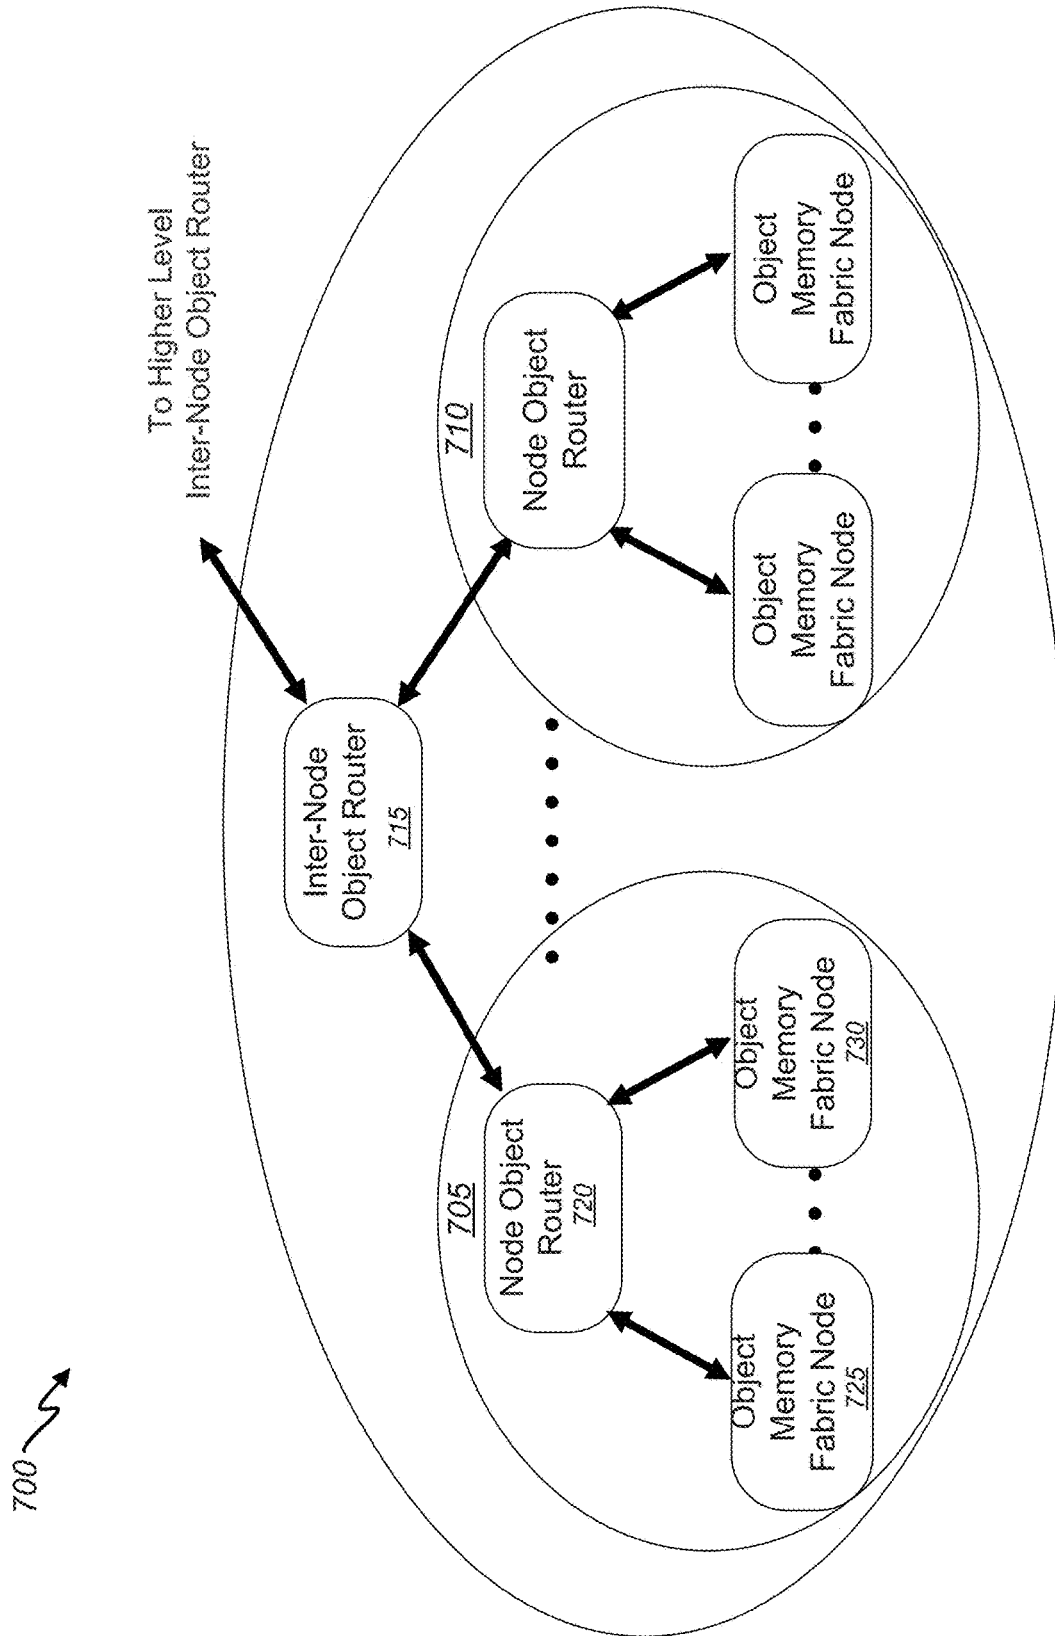 700
To Higher Level
Inter-Node Object Router
Inter-Node
Object Router
715
705
Node Object
Router
720
710
Node Object
Router
Object
Memory
Fabric Node
725
Object
Memory
Fabric Node
730
Object
Memory
Fabric Node
Object
Memory
Fabric Node